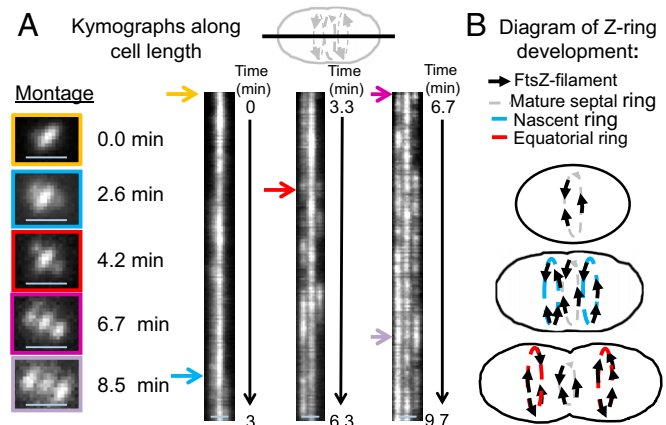 A
Kymographs along
cell length
Montage
0.0 min
2.6 min
4.2 min
6.7 min
8.5 min
Time
(min)
0
3
Time
(min)
3.3
6.3
Time
(min)
6.7
9.7
B
Diagram of Z-ring
development:
FtsZ-filament
Mature septal ring
Nascent ring
Equatorial ring